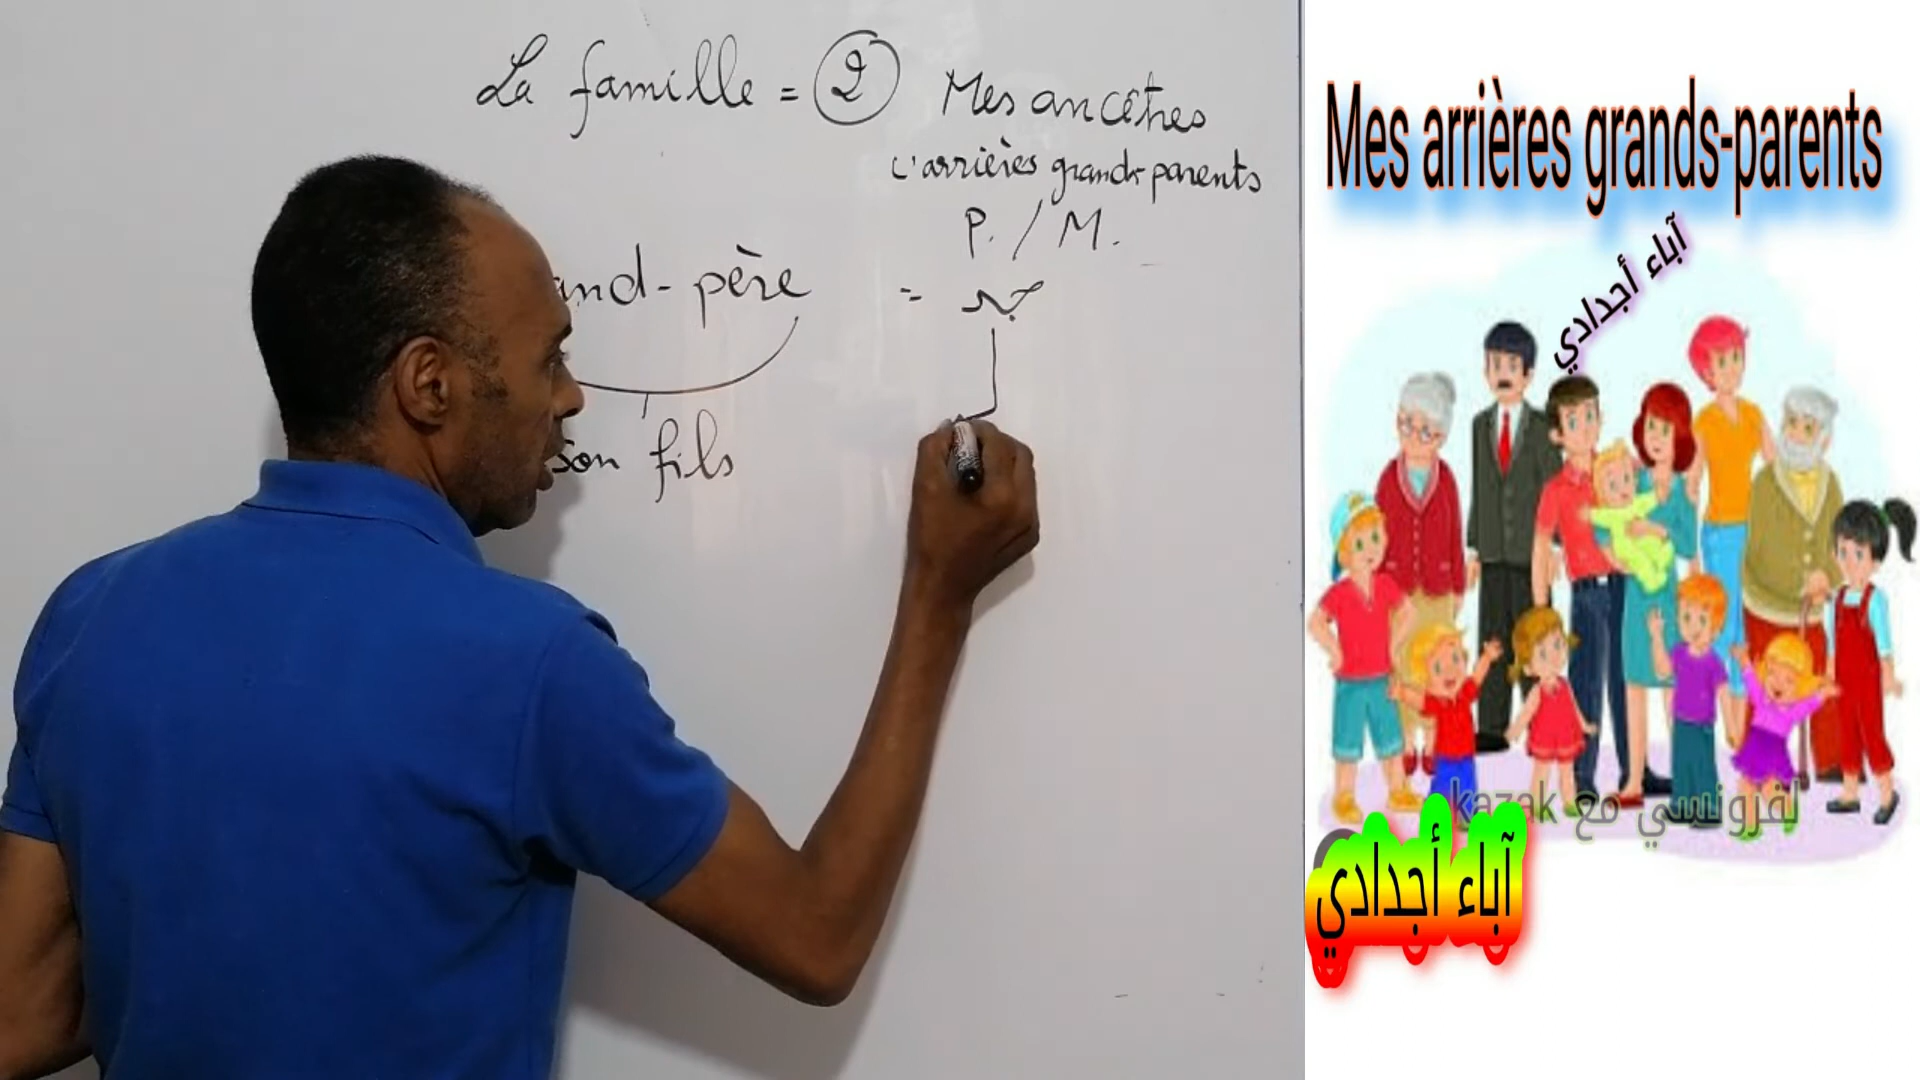 La famille = 2 Mes ancêtres
L'arrières grands-parents
P. / M.
and-père = جد
Son fils
Mes arrières grands-parents
آباء أجدادي
لفرونسي مع kazak
آباء أجدادي